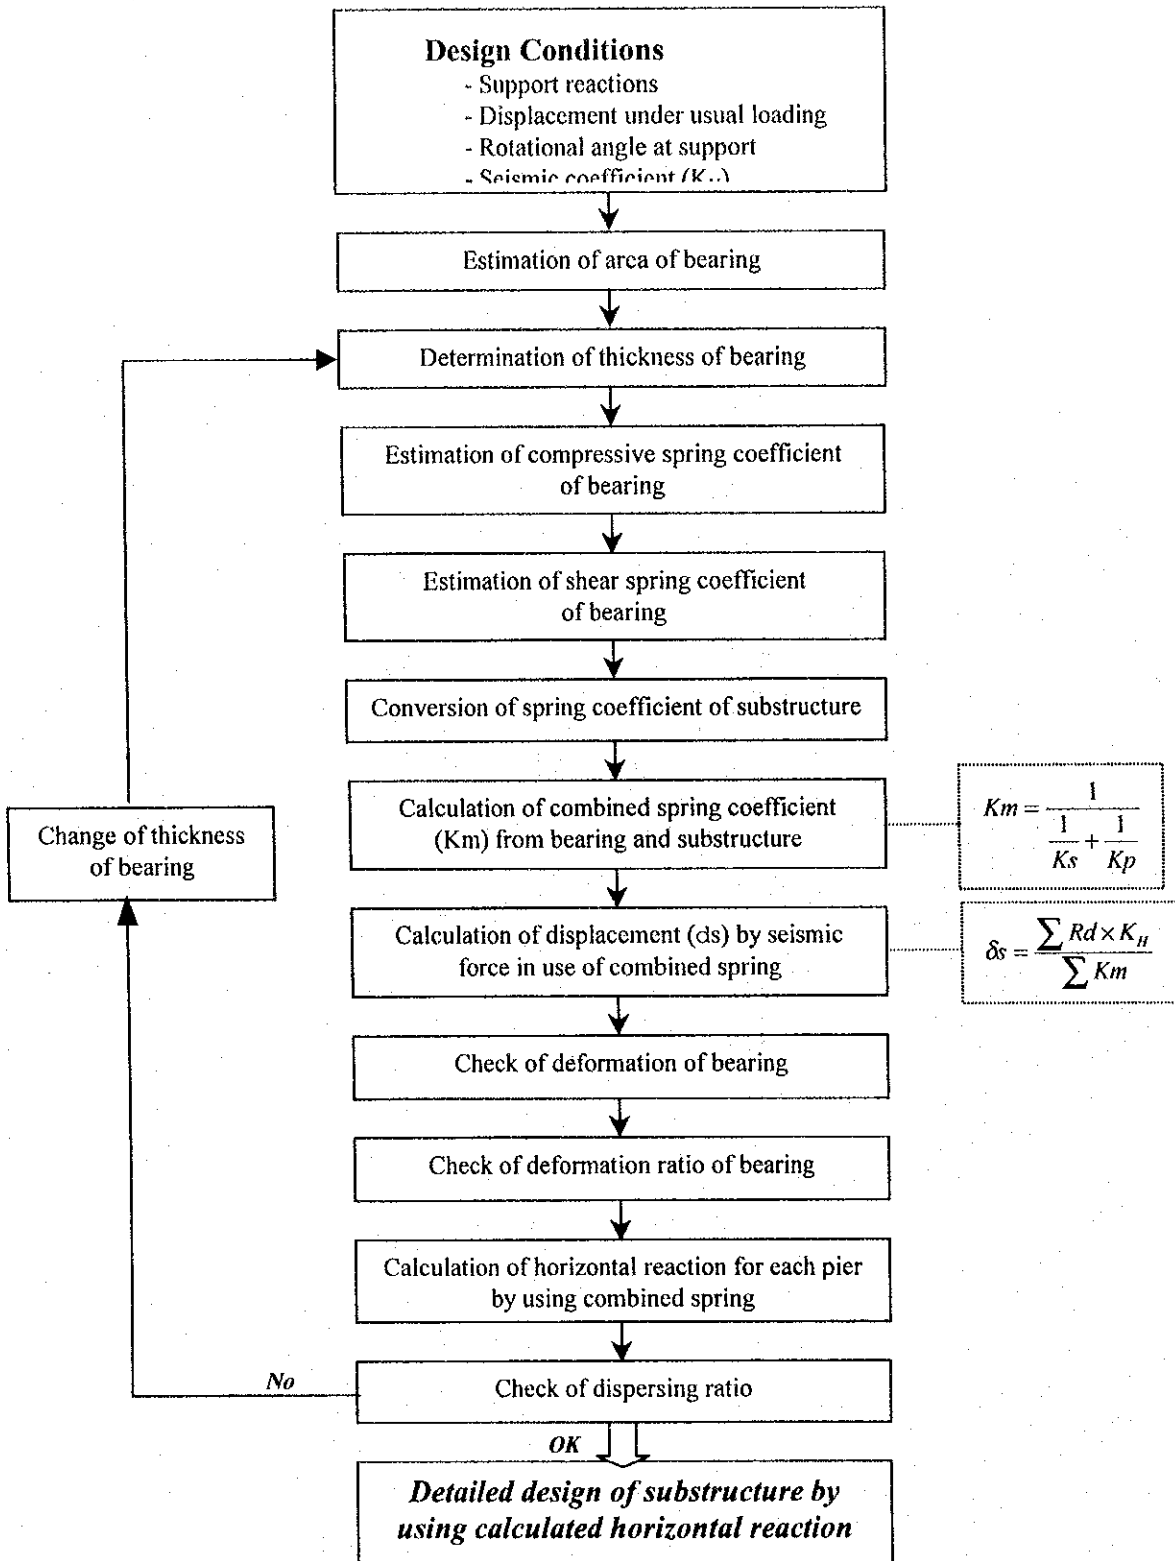 Design Conditions
- Support reactions
- Displacement under usual loading
- Rotational angle at support
- Seismic coefficient (K
Estimation of area of bearing
Determination of thickness of bearing
Estimation of compressive spring coefficient
of bearing
Estimation of shear spring coefficient
of bearing
Conversion of spring coefficient of substructure
Calculation of combined spring coefficient
(Km) from bearing and substructure
Km = 1 / (1/Ks + 1/Kp)
Change of thickness
of bearing
Calculation of displacement (ds) by seismic
force in use of combined spring
δs = ∑ Rd × K_H / ∑ Km
Check of deformation of bearing
Check of deformation ratio of bearing
Calculation of horizontal reaction for each pier
by using combined spring
No
Check of dispersing ratio
OK
Detailed design of substructure by
using calculated horizontal reaction